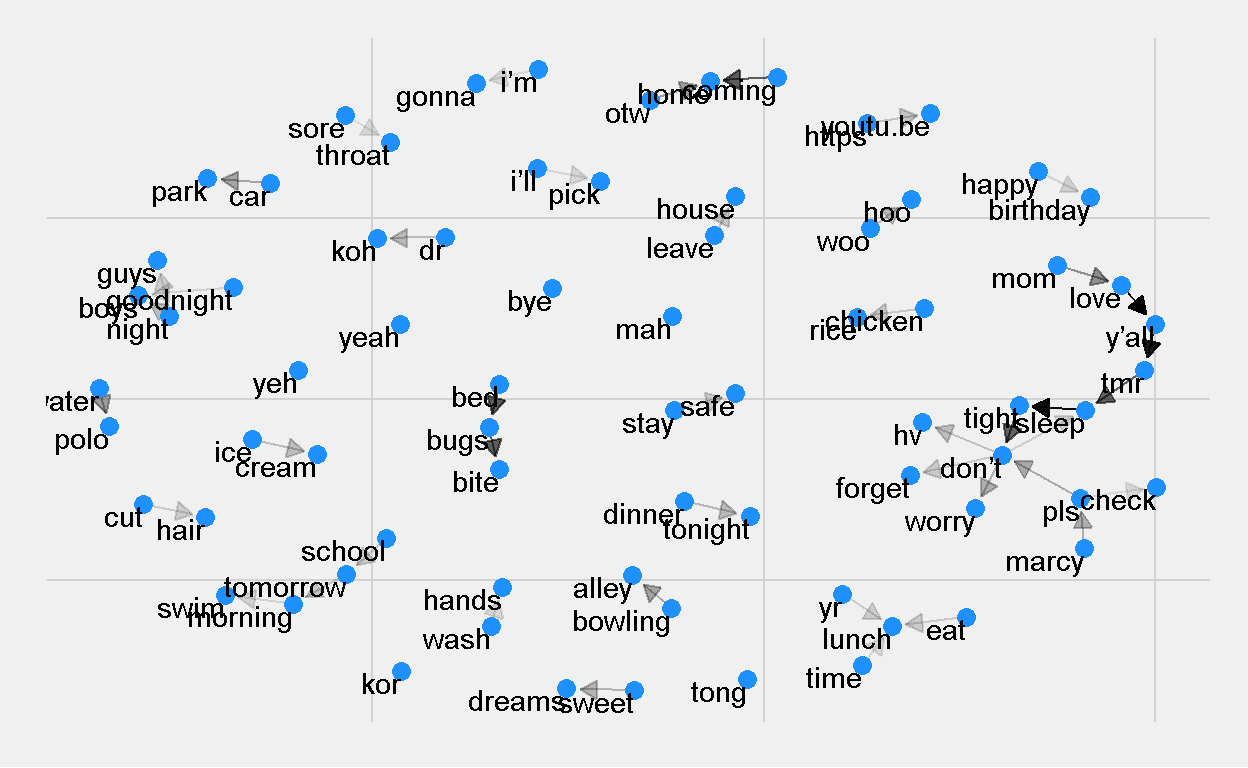 i'm
gonna
home
coming
otw
sore
throat
https
youtu.be
park
car
i'll
pick
happy
birthday
house
leave
hoo
woo
koh
dr
guys
goodnight
boys
night
mom
love
bye
yeah
mah
rice
chicken
y'all
yeh
tmr
bed
bugs
bite
stay
safe
tight
sleep
polo
ice
cream
hv
don't
forget
worry
pls
check
marcy
cut
hair
dinner
tonight
school
tomorrow
swim
morning
hands
wash
alley
bowling
yr
lunch
eat
time
kor
dreams
sweet
tong